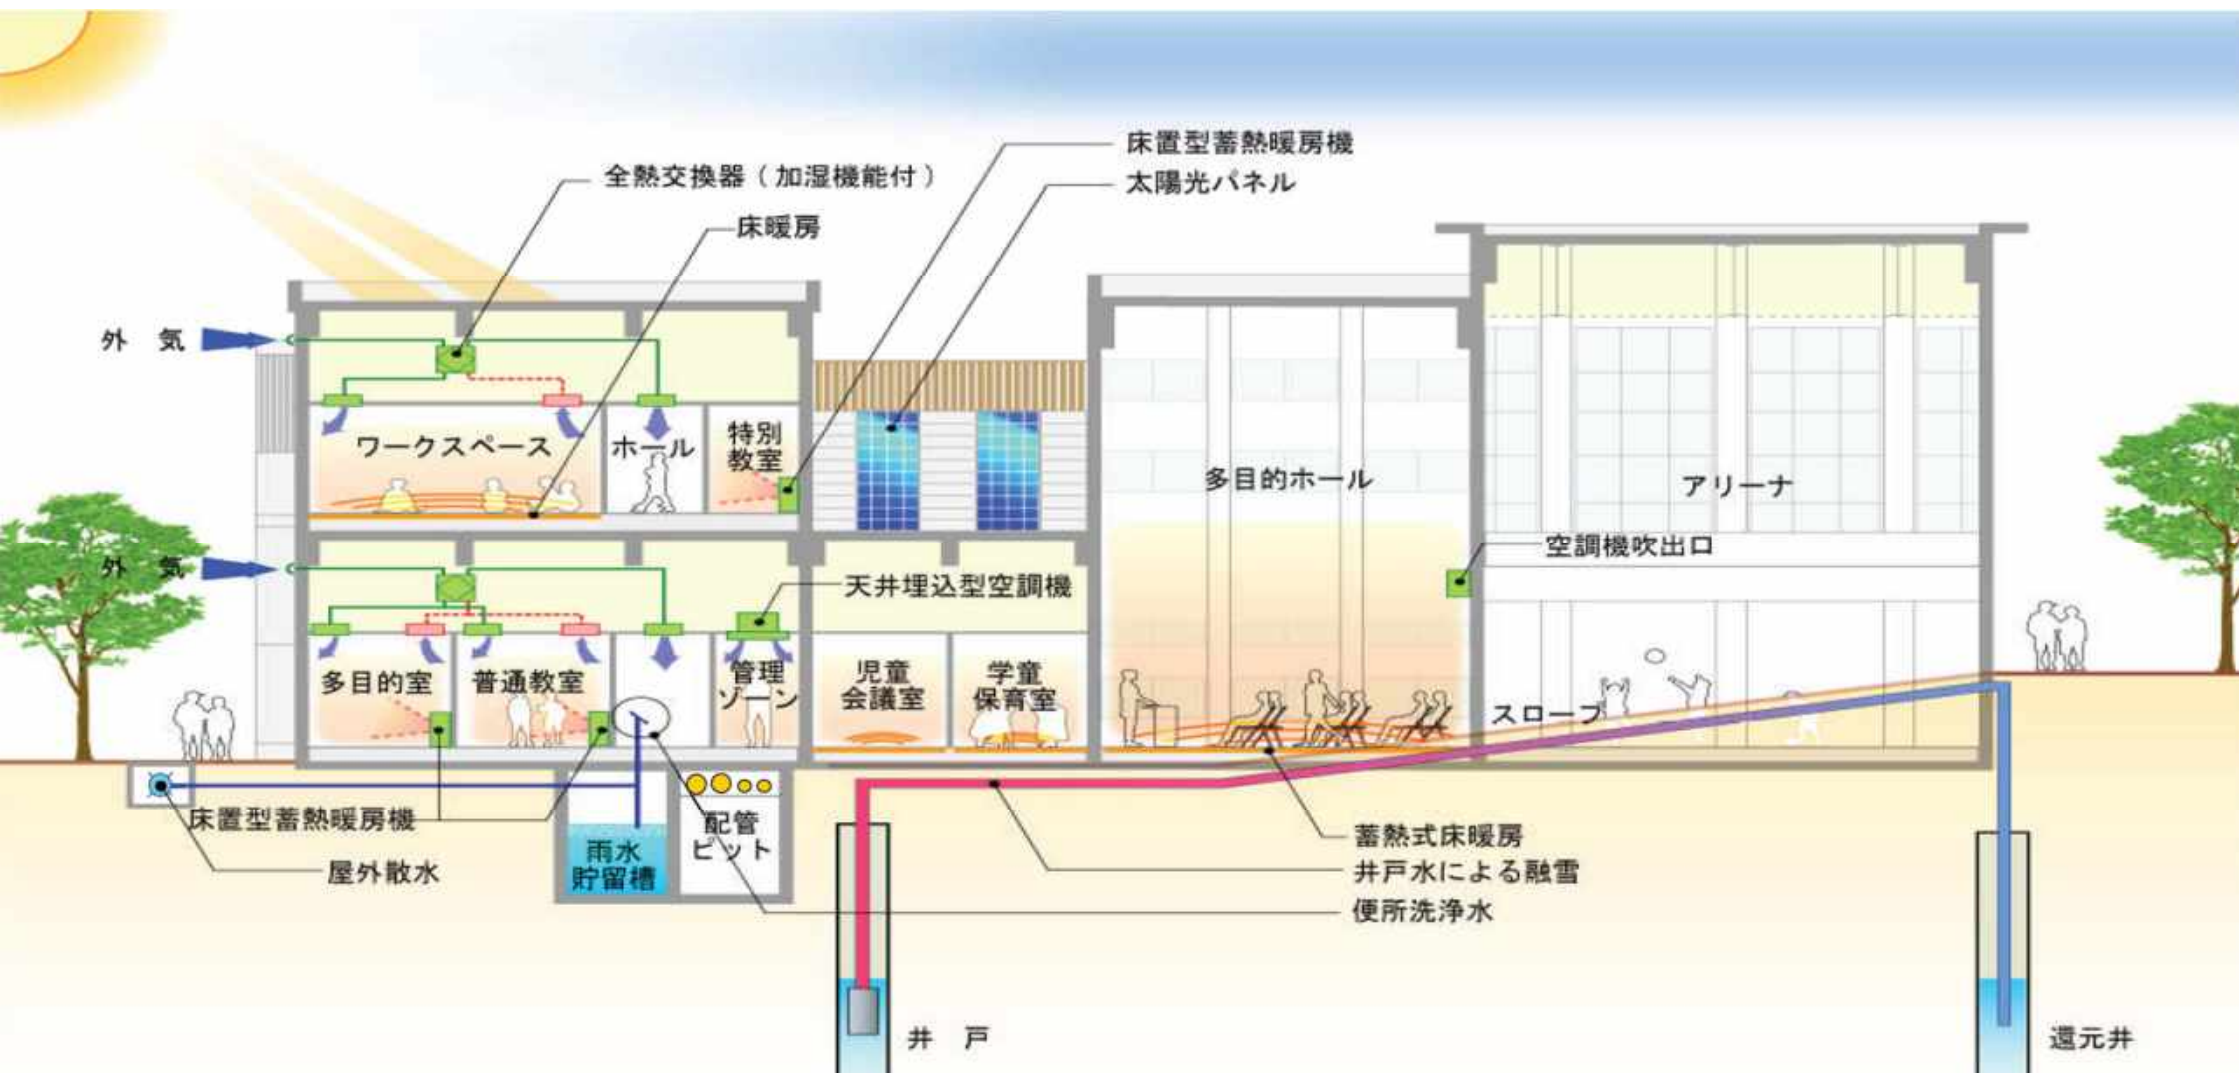 床置型蓄熱暖房機
全熱交換器（加湿機能付）
太陽光パネル
床暖房
外　気
ワークスペース
ホール
特別
教室
多目的ホール
アリーナ
空調機吹出口
外　気
天井埋込型空調機
多目的室
普通教室
管理
ゾーン
児童
会議室
学童
保育室
スロープ
床置型蓄熱暖房機
屋外散水
雨水
貯留槽
配管
ピット
蓄熱式床暖房
井戸水による融雪
便所洗浄水
井　戸
還元井